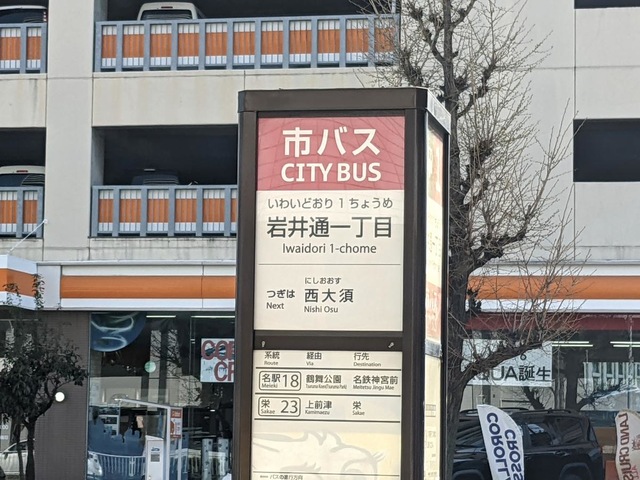 市バス
CITY BUS
いわいどおり 1 ちょうめ
岩井通一丁目
Iwaidori 1-chome
つぎは
Next
にしおおす
西大須
Nishi Osu
系統 経由 行先
Route Via Destination
名駅 18 鶴舞公園 名鉄神宮前
Meieki Meitetsu Jingu Mae
栄 23 上前津 栄
Sakae Kamimaezu Sakae
UA誕生
COROLLA
CROSS
LAND CRUIS